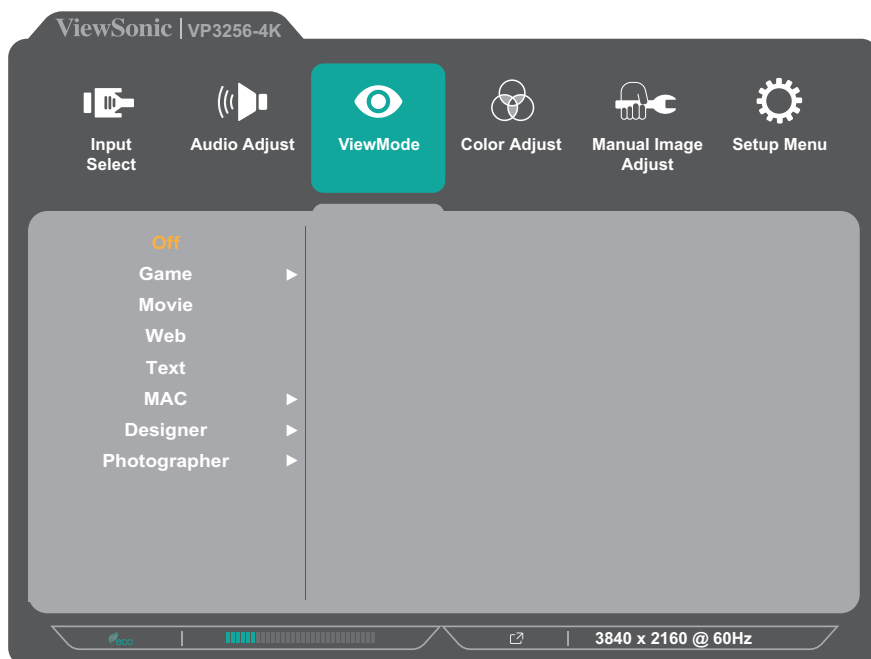 ViewSonic | VP3256-4K
Input
Select
Audio Adjust
ViewMode
Color Adjust
Manual Image
Adjust
Setup Menu
Off
Game
Movie
Web
Text
MAC
Designer
Photographer
eco
3840 x 2160 @ 60Hz